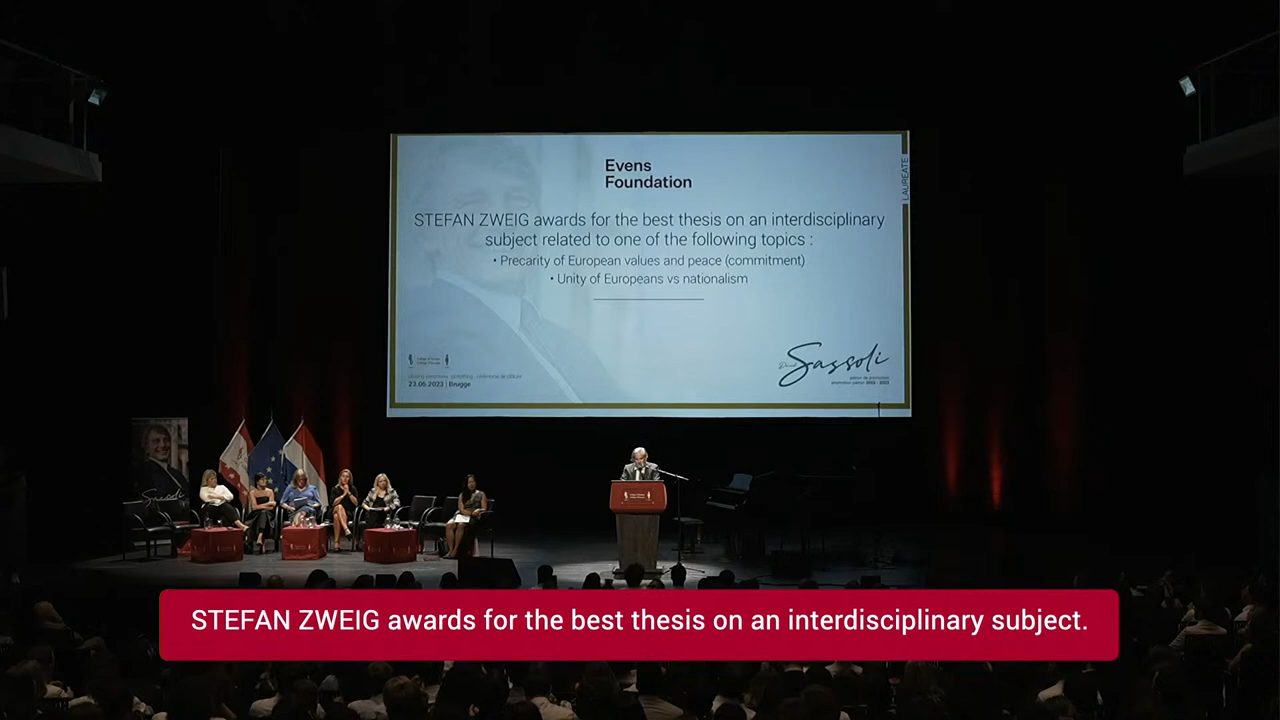 Evens
Foundation
LAUREATE
STEFAN ZWEIG awards for the best thesis on an interdisciplinary
subject related to one of the following topics :
• Precarity of European values and peace (commitment)
• Unity of Europeans vs nationalism
David Sassoli
23.06.2023 | Brugge
Sassoli
STEFAN ZWEIG awards for the best thesis on an interdisciplinary subject.